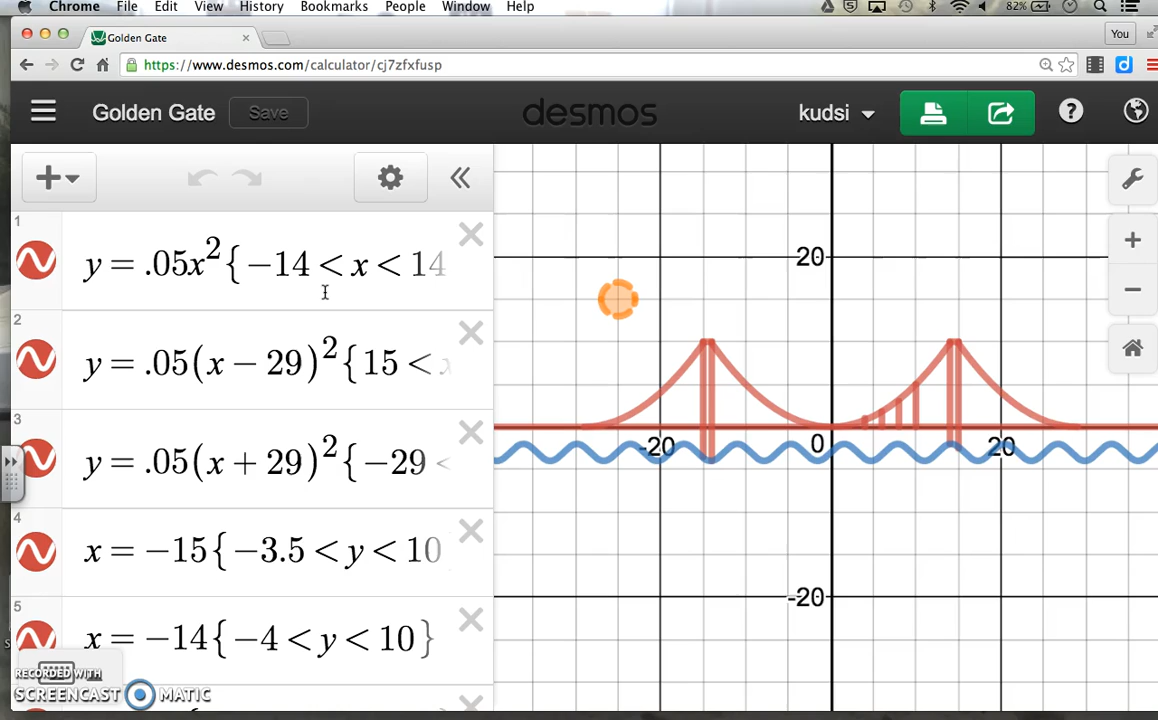 Chrome File Edit View History Bookmarks People Window Help 82%
Golden Gate You
https://www.desmos.com/calculator/cj7zfxfusp
Golden Gate Save desmos kudsi
1
y = .05x²{−14 < x < 14
2
y = .05(x − 29)²{15 <
3
y = .05(x + 29)²{−29 <
4
x = −15{−3.5 < y < 10
5
x = −14{−4 < y < 10}
20
-20 0 20
-20
RECORDED WITH
SCREENCAST MATIC